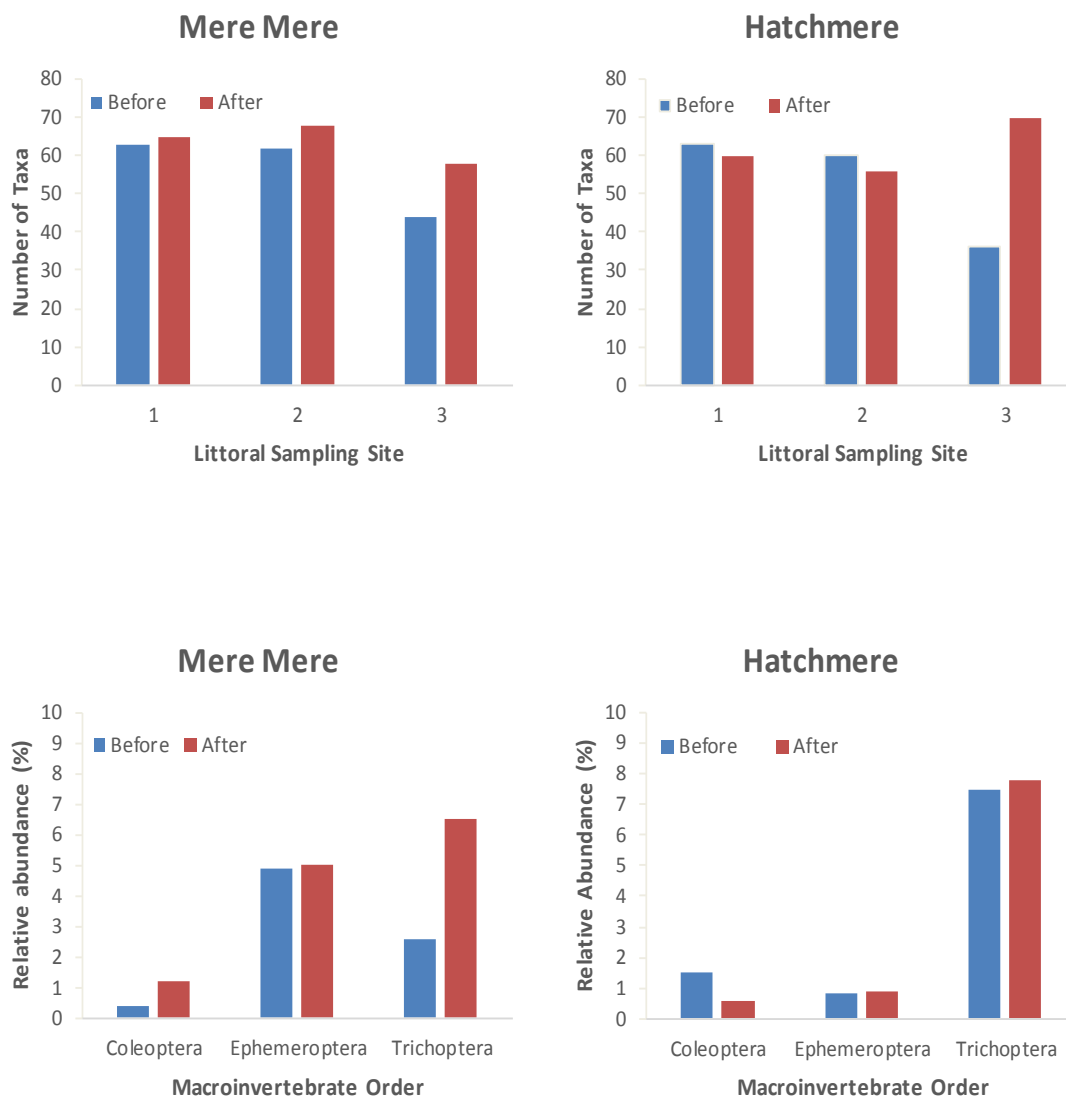 Mere Mere
Before After
Number of Taxa
80
70
60
50
40
30
20
10
0
1 2 3
Littoral Sampling Site
Hatchmere
Before After
Number of Taxa
80
70
60
50
40
30
20
10
0
1 2 3
Littoral Sampling Site
Mere Mere
Before After
Relative abundance (%)
10
9
8
7
6
5
4
3
2
1
0
Coleoptera Ephemeroptera Trichoptera
Macroinvertebrate Order
Hatchmere
Before After
Relative Abundance (%)
10
9
8
7
6
5
4
3
2
1
0
Coleoptera Ephemeroptera Trichoptera
Macroinvertebrate Order